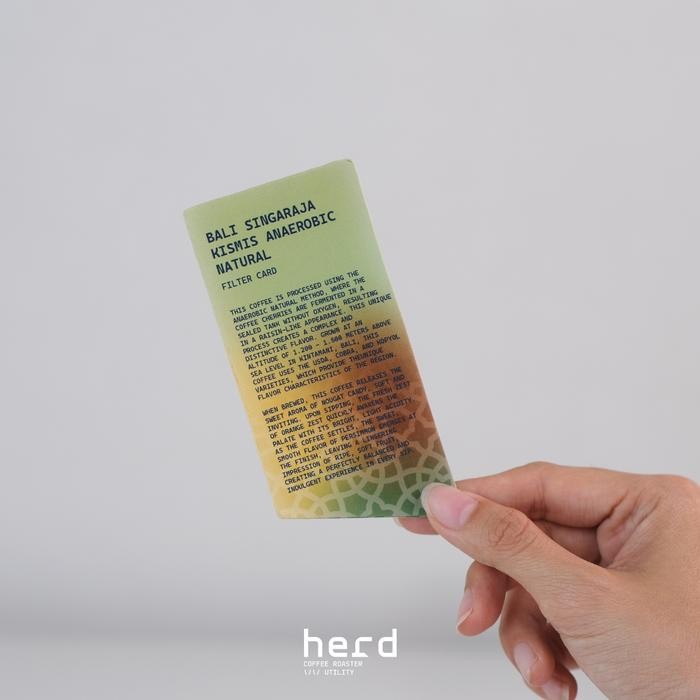 BALI SINGARAJA
KISMIS ANAEROBIC
NATURAL
FILTER CARD
THIS COFFEE IS PROCESSED USING THE
ANAEROBIC NATURAL METHOD, WHERE THE
COFFEE CHERRIES ARE FERMENTED IN A
SEALED TANK WITHOUT OXYGEN, RESULTING
IN A RAISIN-LIKE APPEARANCE. THIS UNIQUE
PROCESS CREATES A COMPLEX AND
DISTINCTIVE FLAVOR. GROWN AT AN
ALTITUDE OF 1.200 - 1.500 METERS ABOVE
SEA LEVEL IN KINTAMANI, BALI, THIS
COFFEE USES THE USDA, COBRA, AND KOPYOL
VARIETIES, WHICH PROVIDE THEUNIQUE
FLAVOR CHARACTERISTICS OF THE REGION.
WHEN BREWED, THIS COFFEE RELEASES THE
SWEET AROMA OF NOUGAT CANDY, SOFT AND
INVITING. UPON SIPPING, THE FRESH ZEST
OF ORANGE ZEST QUICKLY AWAKENS THE
PALATE WITH ITS BRIGHT, LIGHT ACIDITY.
AS THE COFFEE SETTLES, THE SWEET,
SMOOTH FLAVOR OF PERSIMMON EMERGES AT
THE FINISH, LEAVING A LINGERING
IMPRESSION OF RIPE, SOFT FRUIT,
CREATING A PERFECTLY BALANCED AND
INDULGENT EXPERIENCE IN EVERY SIP.
herd
COFFEE ROASTER
\/\/ UTILITY